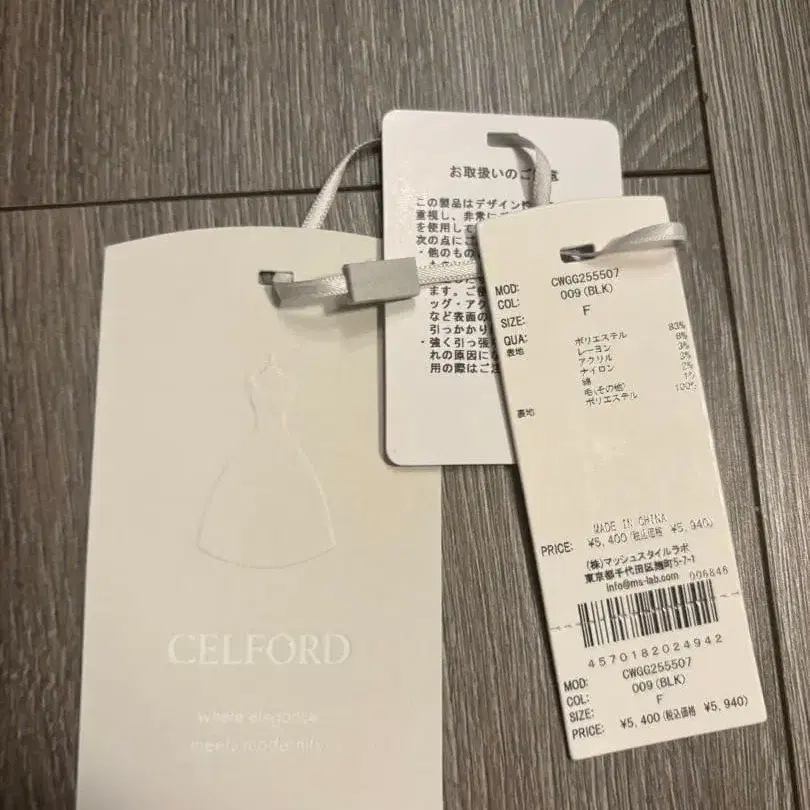 お取扱いのご 意
この製品はデザイン性
重視し、非常に
を使用して
次の点にご
・他のもの
ます。ご使
ッグ・アク
など表面の
引っかかり
・強く引っ張
れの原因に
用の際はご注
MOD: CWGG255507
COL: 009(BLK)
SIZE: F
QUA:
表地 ポリエステル 83%
レーヨン 8%
アクリル 3%
ナイロン 3%
綿 2%
毛(その他) 1%
裏地 ポリエステル 100%
MADE IN CHINA
PRICE: ¥5,400(税込価格 ¥5,940)
(株)マッシュスタイルラボ
東京都千代田区麹町5-7-1
info@ms-lab.com 006846
4570182024942
MOD: CWGG255507
COL: 009(BLK)
SIZE: F
PRICE: ¥5,400(税込価格 ¥5,940)
CELFORD
where elegance
meets modernity